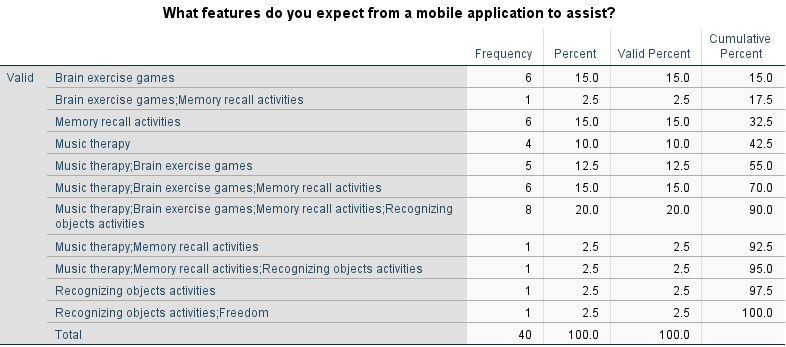 What features do you expect from a mobile application to assist?
Frequency Percent Valid Percent Cumulative Percent
Valid Brain exercise games 6 15.0 15.0 15.0
Brain exercise games;Memory recall activities 1 2.5 2.5 17.5
Memory recall activities 6 15.0 15.0 32.5
Music therapy 4 10.0 10.0 42.5
Music therapy;Brain exercise games 5 12.5 12.5 55.0
Music therapy;Brain exercise games;Memory recall activities 6 15.0 15.0 70.0
Music therapy;Brain exercise games;Memory recall activities;Recognizing 8 20.0 20.0 90.0
objects activities
Music therapy;Memory recall activities 1 2.5 2.5 92.5
Music therapy;Memory recall activities;Recognizing objects activities 1 2.5 2.5 95.0
Recognizing objects activities 1 2.5 2.5 97.5
Recognizing objects activities;Freedom 1 2.5 2.5 100.0
Total 40 100.0 100.0